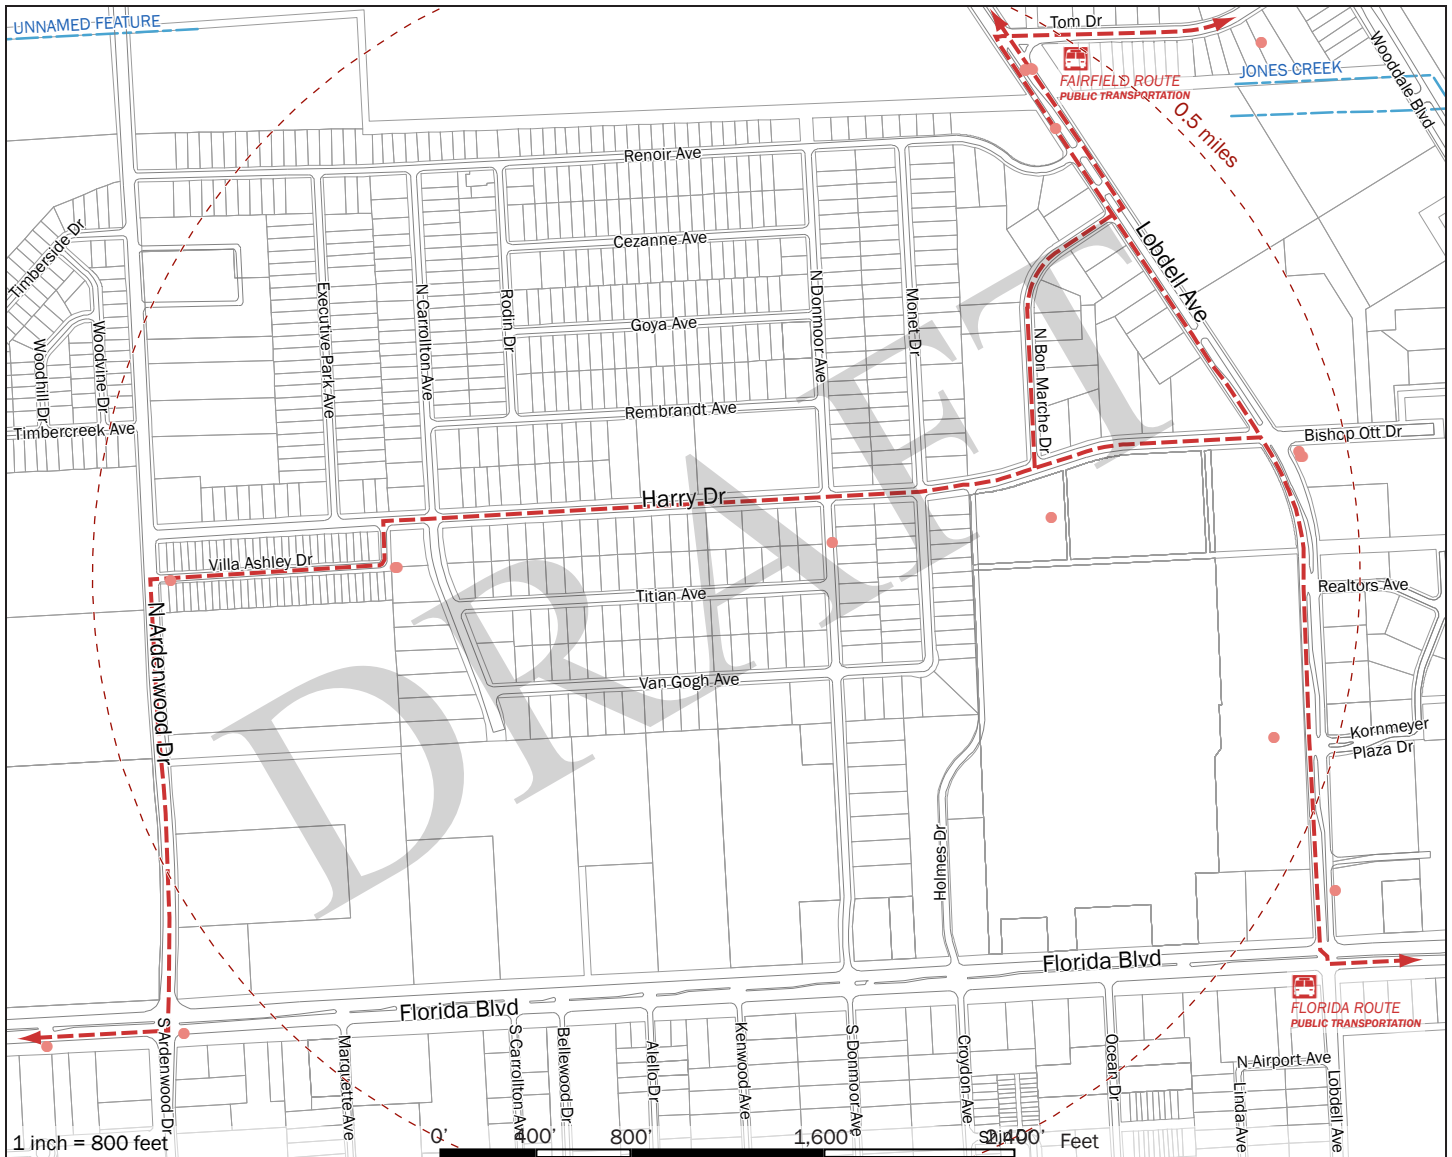 UNNAMED FEATURE
Tom Dr
Wooddale Blvd
FAIRFIELD ROUTE
PUBLIC TRANSPORTATION
JONES CREEK
0.5 miles
Renoir Ave
Timberside Dr
Cezanne Ave
Lobdell Ave
Executive Park Ave
N Carrollton Ave
Rodin Dr
N Donmoor Ave
Monet Dr
Goya Ave
N Bon Marche Dr
Woodvine Dr
Woodhill Dr
Timbercreek Ave
Rembrandt Ave
Bishop Ott Dr
Harry Dr
Villa Ashley Dr
Titian Ave
Realtors Ave
N Ardenwood Dr
Van Gogh Ave
DRAFT
Kornmeyer
Plaza Dr
Holmes Dr
Florida Blvd
Florida Blvd
FLORIDA ROUTE
PUBLIC TRANSPORTATION
S Ardenwood Dr
Marquette Ave
S Carrollton Ave
Bellewood Dr
Alello Dr
Kenwood Ave
S Donmoor Ave
Croydon Ave
Ocean Dr
N Airport Ave
Linda Ave
Lobdell Ave
1 inch = 800 feet
0' 400' 800' 1,600' 2,400' Feet